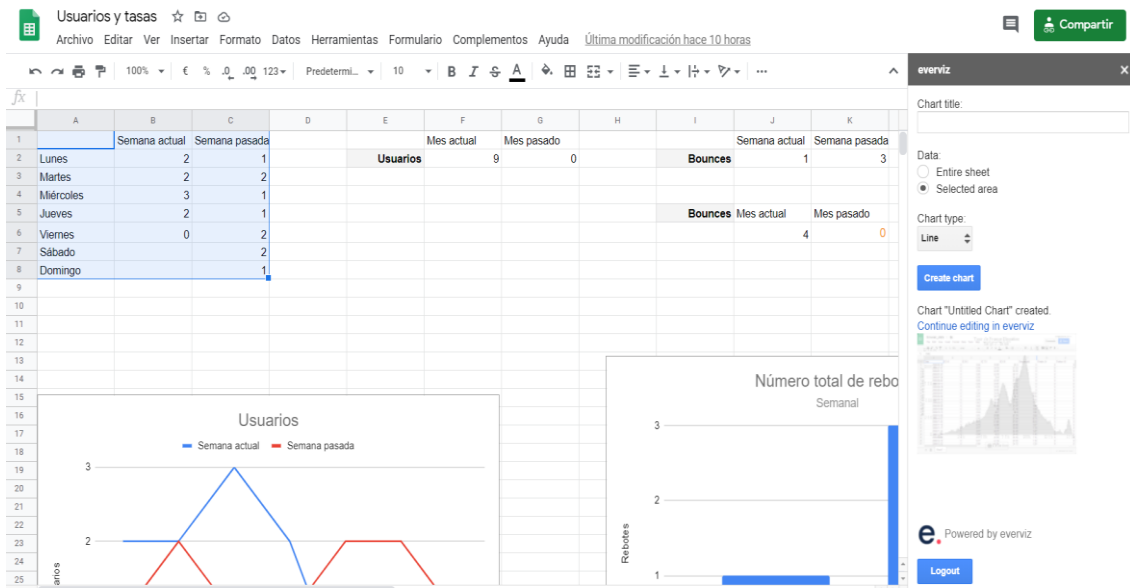 Usuarios y tasas
Archivo Editar Ver Insertar Formato Datos Herramientas Formulario Complementos Ayuda Última modificación hace 10 horas
Compartir
100% € % .0 .00 123 Predetermi... 10 B I S A
everviz
fx
A B C D E F G H I J K
1 Semana actual Semana pasada Mes actual Mes pasado Semana actual Semana pasada
2 Lunes 2 1 Usuarios 9 0 Bounces 1 3
3 Martes 2 2
4 Miércoles 3 1
5 Jueves 2 1 Bounces Mes actual Mes pasado
6 Viernes 0 2 4 0
7 Sábado 2
8 Domingo 1
9
10
11
12
13
14
15
16
17
18
19
20
21
22
23
24
25
Usuarios
Semana actual Semana pasada
3
2
arios
Número total de rebo
Semanal
3
2
1
Rebotes
Chart title:
Data:
Entire sheet
Selected area
Chart type:
Line
Create chart
Chart "Untitled Chart" created.
Continue editing in everviz
e. Powered by everviz
Logout